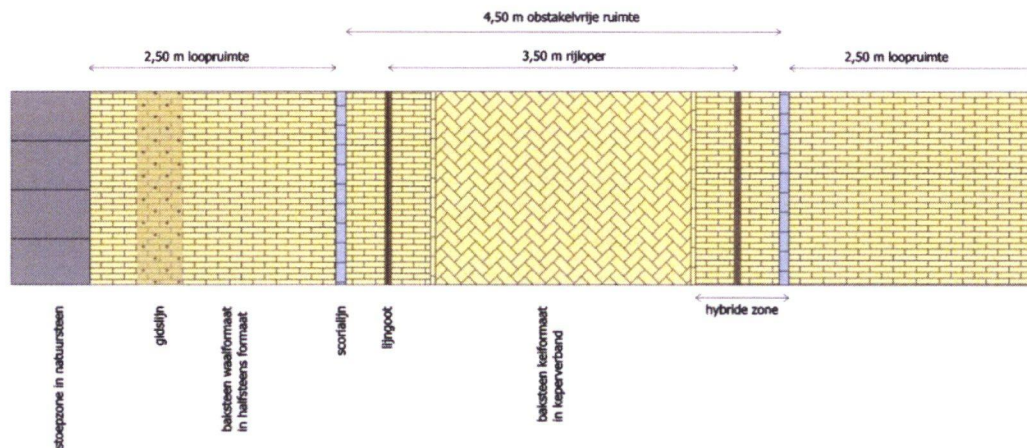 4,50 m obstakelvrije ruimte
2,50 m loopruimte
3,50 m rijloper
2,50 m loopruimte
hybride zone
stoepzone in natuursteen
gidslijn
baksteen waalformaat
in halfsteens formaat
scorialijn
lijngoot
baksteen keiformaat
in keperverband